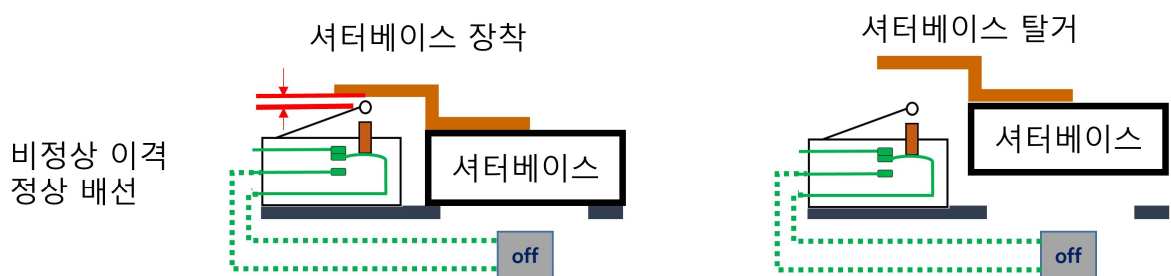 셔터베이스 장착
셔터베이스 탈거
비정상 이격
정상 배선
셔터베이스
셔터베이스
off
off